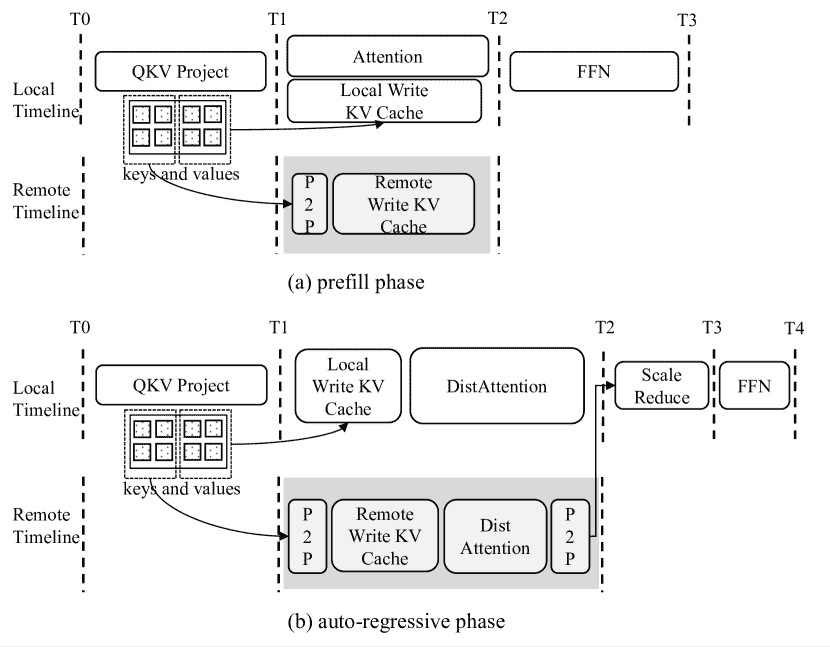 T0 T1 T2 T3
QKV Project
Attention
FFN
Local
Timeline
Local Write
KV Cache
keys and values
Remote
Timeline
P
2
P
Remote
Write KV
Cache
(a) prefill phase
T0 T1 T2 T3 T4
Local
Timeline
QKV Project
Local
Write KV
Cache
DistAttention
Scale
Reduce
FFN
keys and values
Remote
Timeline
P
2
P
Remote
Write KV
Cache
Dist
Attention
P
2
P
(b) auto-regressive phase